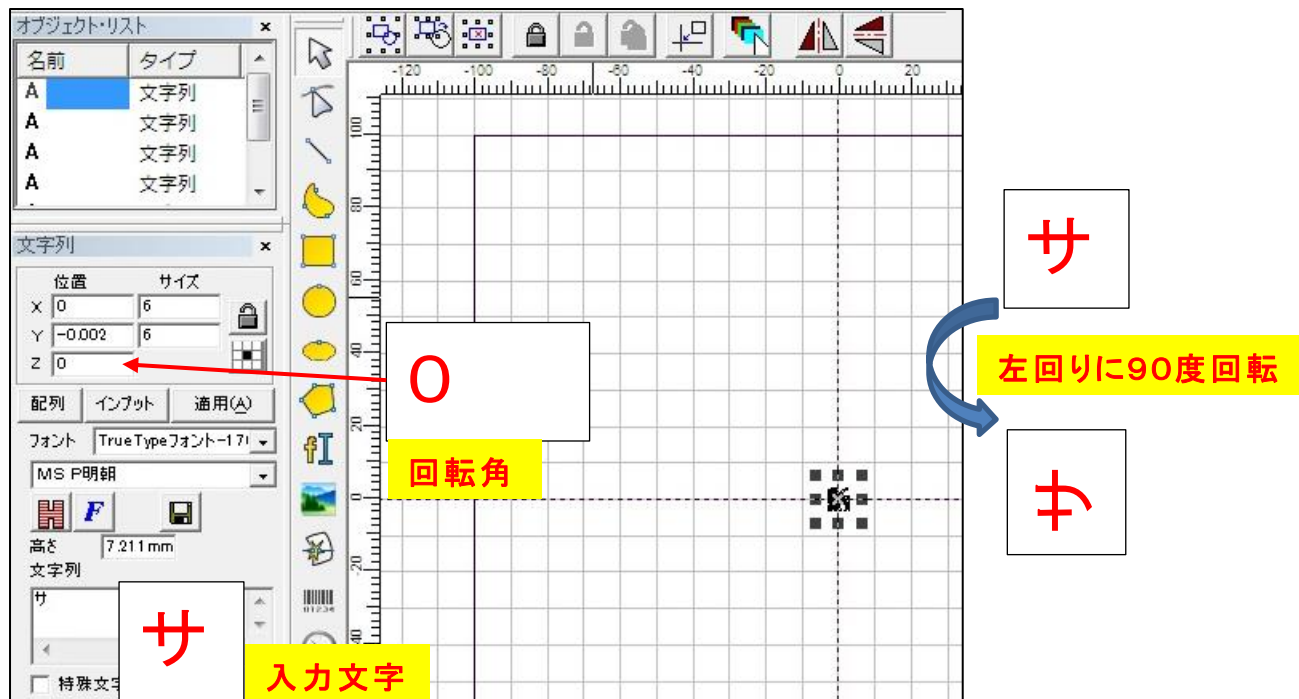 オブジェクト・リスト ×
名前 タイプ
A 文字列
A 文字列
A 文字列
A 文字列
文字列 ×
位置 サイズ
X 0 6
Y -0.002 6
Z 0
配列 インプット 適用(A)
フォント TrueTypeフォント-17
MS P明朝
H F
高さ 7.211 mm
文字列
サ
特殊文字
-120 -100 -80 -60 -40 -20 0 20
100
80
60
40
20
0
-20
-40
fI
01234
0
回転角
サ
入力文字
サ
左回りに90度回転
サ